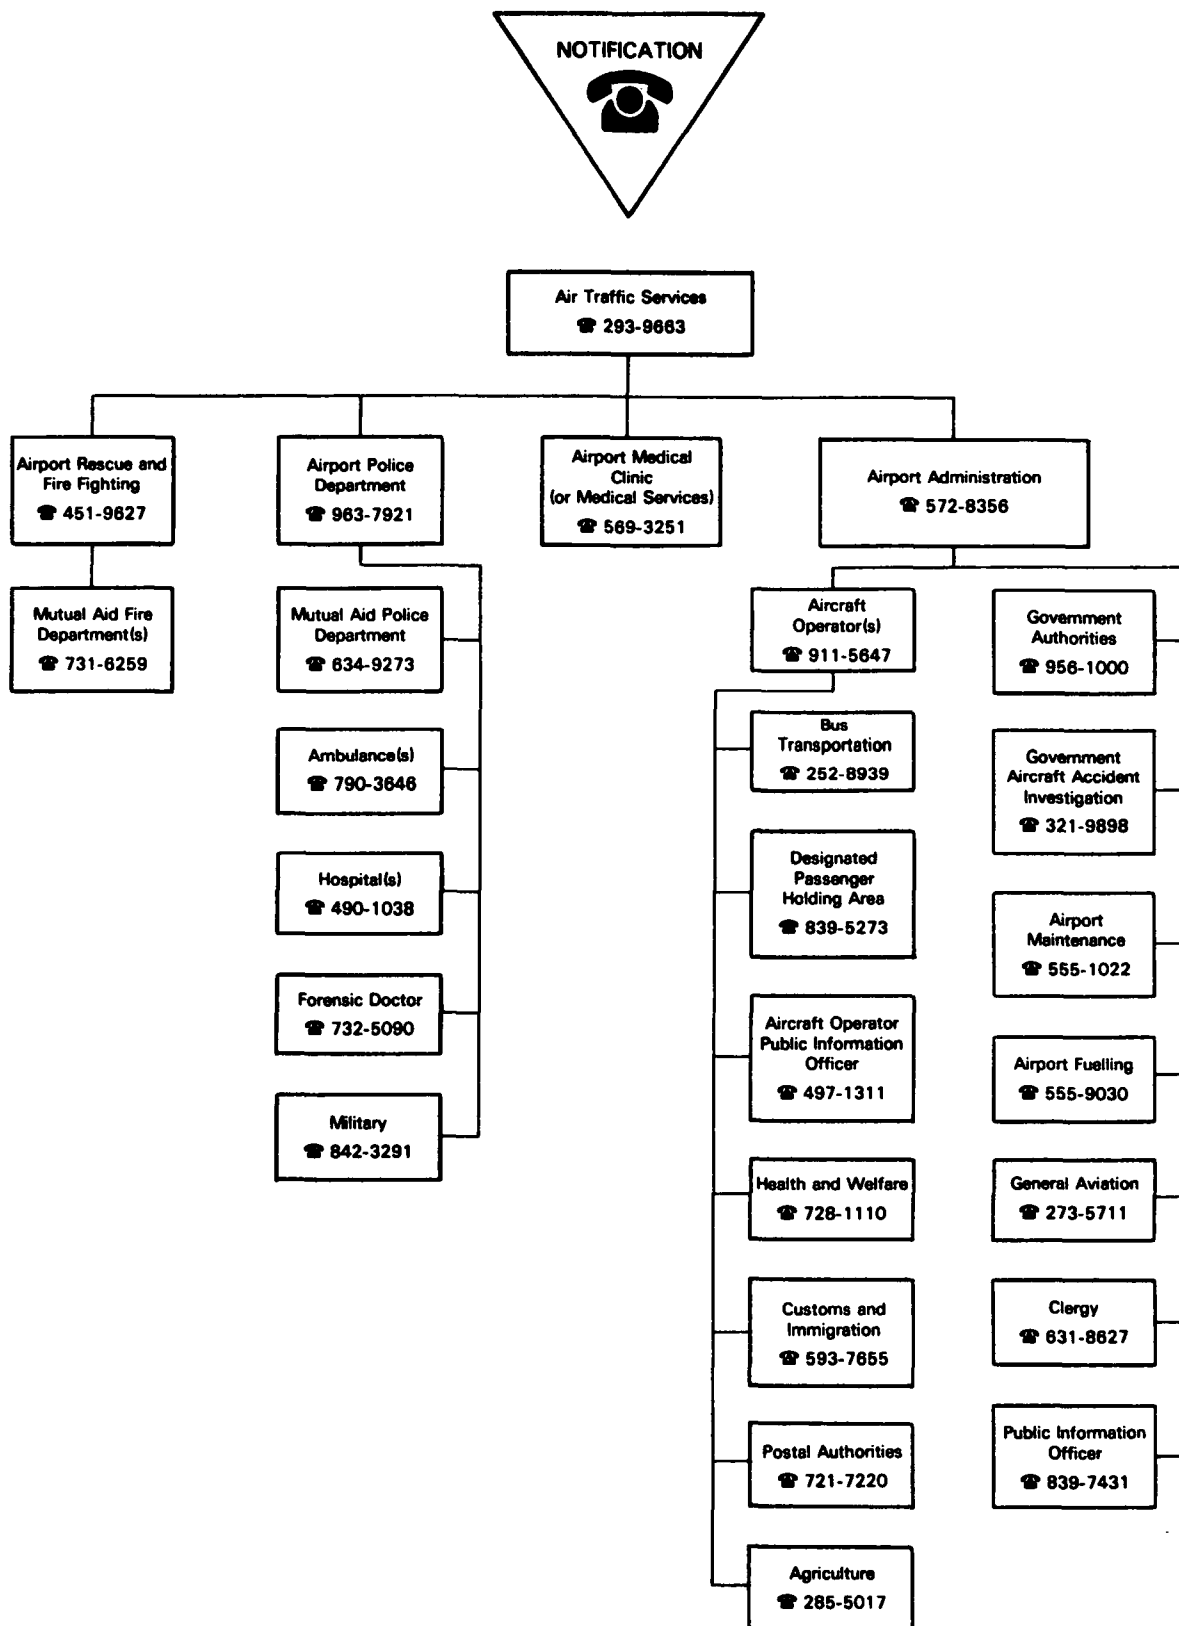 NOTIFICATION
Air Traffic Services
☎ 293-9663
Airport Rescue and
Fire Fighting
☎ 451-9627
Airport Police
Department
☎ 963-7921
Airport Medical
Clinic
(or Medical Services)
☎ 569-3251
Airport Administration
☎ 572-8356
Mutual Aid Fire
Department(s)
☎ 731-6259
Mutual Aid Police
Department
☎ 634-9273
Ambulance(s)
☎ 790-3646
Hospital(s)
☎ 490-1038
Forensic Doctor
☎ 732-5090
Military
☎ 842-3291
Aircraft
Operator(s)
☎ 911-5647
Bus
Transportation
☎ 252-8939
Designated
Passenger
Holding Area
☎ 839-5273
Aircraft Operator
Public Information
Officer
☎ 497-1311
Health and Welfare
☎ 728-1110
Customs and
Immigration
☎ 593-7655
Postal Authorities
☎ 721-7220
Agriculture
☎ 285-5017
Government
Authorities
☎ 956-1000
Government
Aircraft Accident
Investigation
☎ 321-9898
Airport
Maintenance
☎ 555-1022
Airport Fuelling
☎ 555-9030
General Aviation
☎ 273-5711
Clergy
☎ 631-8627
Public Information
Officer
☎ 839-7431